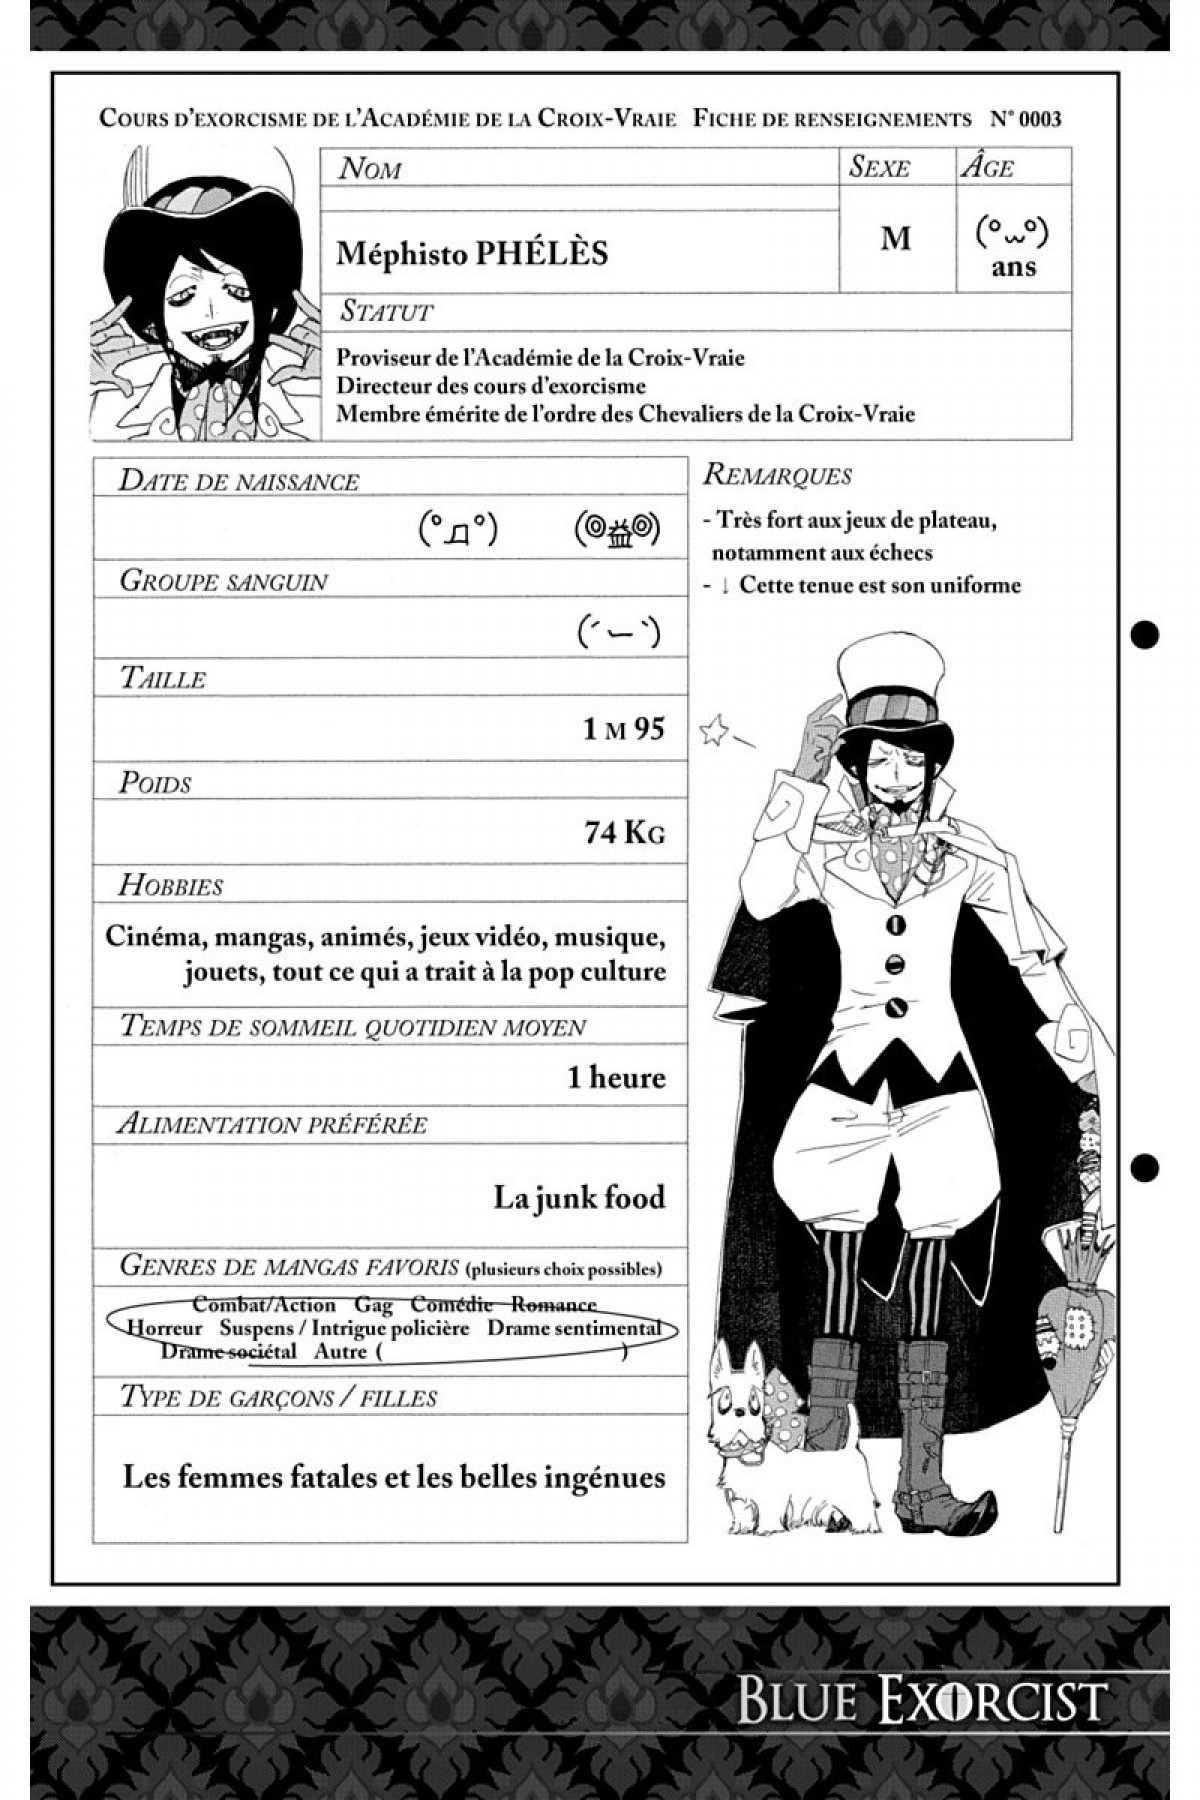 COURS D'EXORCISME DE L'ACADÉMIE DE LA CROIX-VRAIE FICHE DE RENSEIGNEMENTS N° 0003
NOM
SEXE
ÂGE
Méphisto PHÉLÈS
M
(°ω°)
ans
STATUT
Proviseur de l'Académie de la Croix-Vraie
Directeur des cours d'exorcisme
Membre émérite de l'ordre des Chevaliers de la Croix-Vraie
DATE DE NAISSANCE
(°д°)
GROUPE SANGUIN
(´ー`)
TAILLE
1 M 95
POIDS
74 KG
HOBBIES
Cinéma, mangas, animés, jeux vidéo, musique,
jouets, tout ce qui a trait à la pop culture
TEMPS DE SOMMEIL QUOTIDIEN MOYEN
1 heure
ALIMENTATION PRÉFÉRÉE
La junk food
GENRES DE MANGAS FAVORIS (plusieurs choix possibles)
Combat/Action Gag Comédie Romance
Horreur Suspens / Intrigue policière Drame sentimental
Drame sociétal Autre ( )
TYPE DE GARÇONS / FILLES
Les femmes fatales et les belles ingénues
REMARQUES
- Très fort aux jeux de plateau,
notamment aux échecs
- ↓ Cette tenue est son uniforme
BLUE EXORCIST